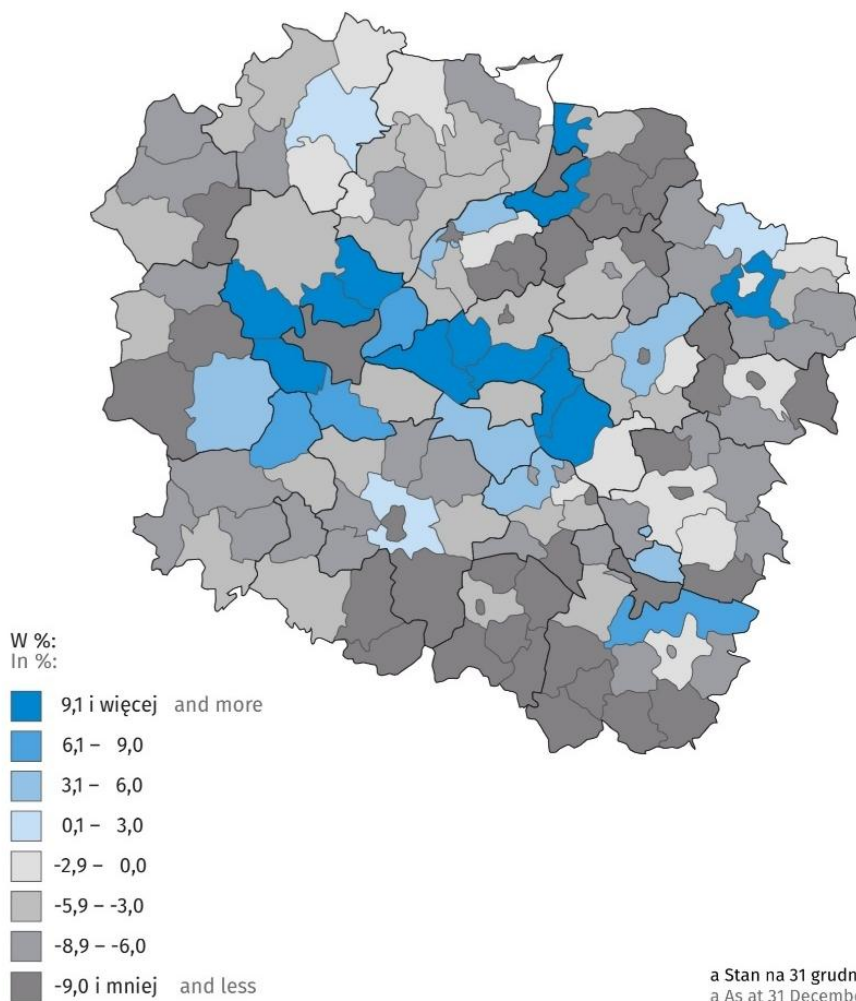 W %:
In %:
9,1 i więcej and more
6,1 – 9,0
3,1 – 6,0
0,1 – 3,0
-2,9 – 0,0
-5,9 – -3,0
-8,9 – -6,0
-9,0 i mniej and less
a Stan na 31 grudn
a As at 31 Decembe